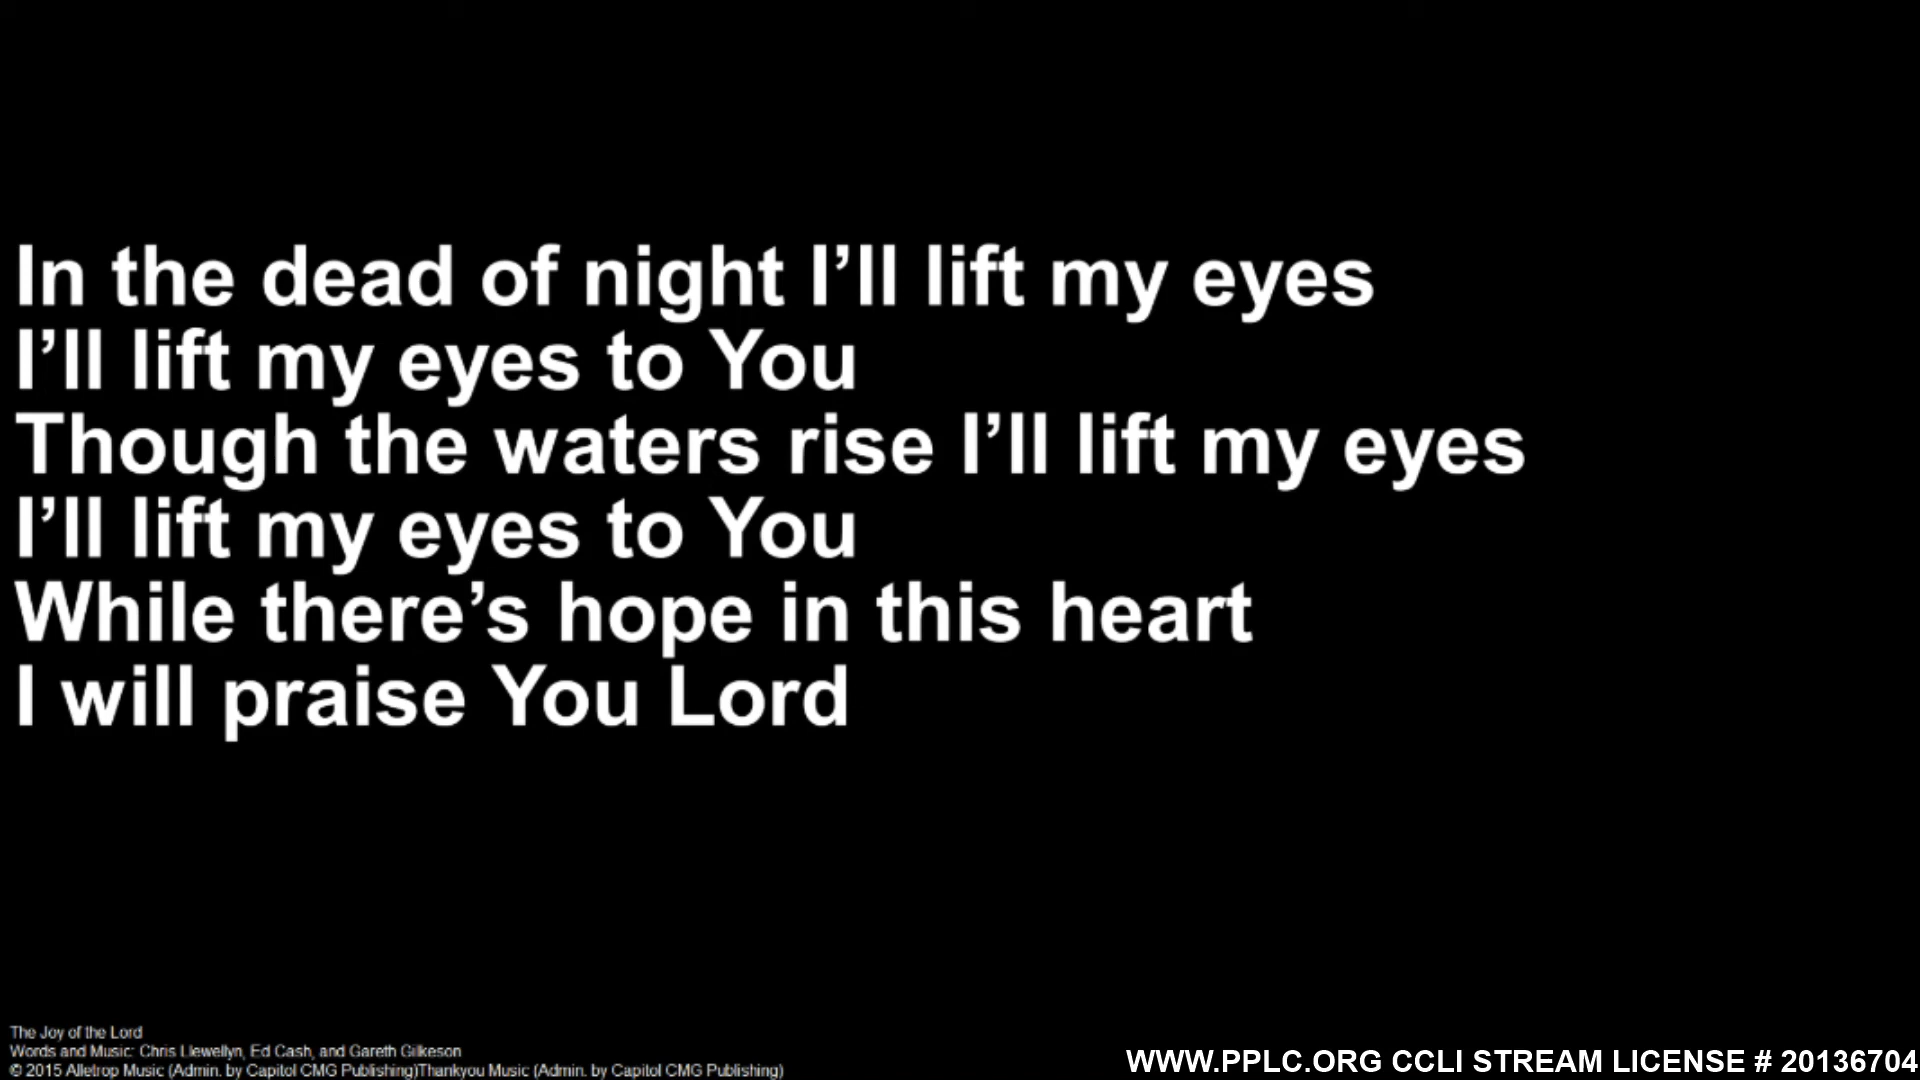 In the dead of night I’ll lift my eyes
I’ll lift my eyes to You
Though the waters rise I’ll lift my eyes
I’ll lift my eyes to You
While there’s hope in this heart
I will praise You Lord
The Joy of the Lord
Words and Music: Chris Llewellyn, Ed Cash, and Gareth Gilkeson
© 2015 Alletrop Music (Admin. by Capitol CMG Publishing)Thankyou Music (Admin. by Capitol CMG Publishing)
WWW.PPLC.ORG CCLI STREAM LICENSE # 20136704